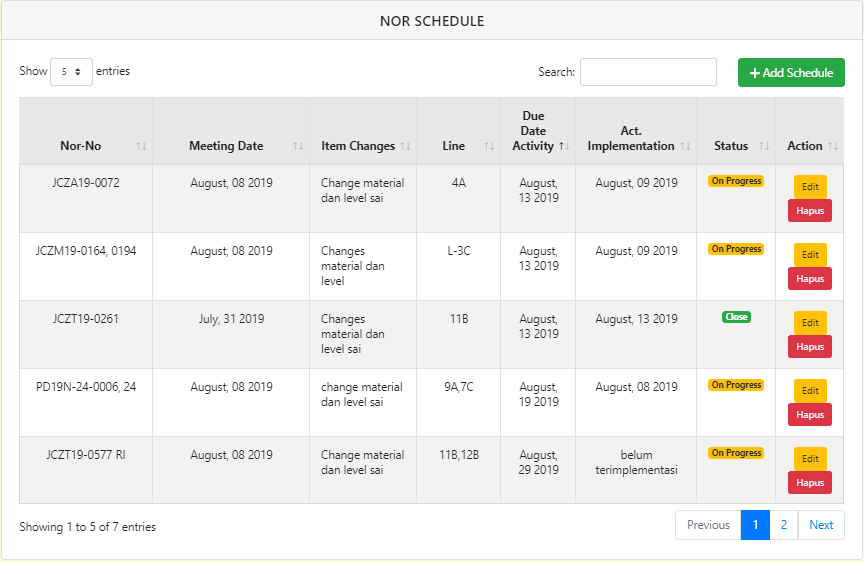 NOR SCHEDULE
Show 5 entries
Search:
+ Add Schedule
Nor-No
Meeting Date
Item Changes
Line
Due
Date
Activity
Act.
Implementation
Status
Action
JCZA19-0072
August, 08 2019
Change material
dan level sai
4A
August,
13 2019
August, 09 2019
On Progress
Edit
Hapus
JCZM19-0164, 0194
August, 08 2019
Changes
material dan
level
L-3C
August,
13 2019
August, 09 2019
On Progress
Edit
Hapus
JCZT19-0261
July, 31 2019
Changes
material dan
level sai
11B
August,
13 2019
August, 13 2019
Close
Edit
Hapus
PD19N-24-0006, 24
August, 08 2019
change material
dan level sai
9A,7C
August,
19 2019
August, 08 2019
On Progress
Edit
Hapus
JCZT19-0577 RI
August, 08 2019
Change material
dan level sai
11B,12B
August,
29 2019
belum
terimplementasi
On Progress
Edit
Hapus
Showing 1 to 5 of 7 entries
Previous 1 2 Next